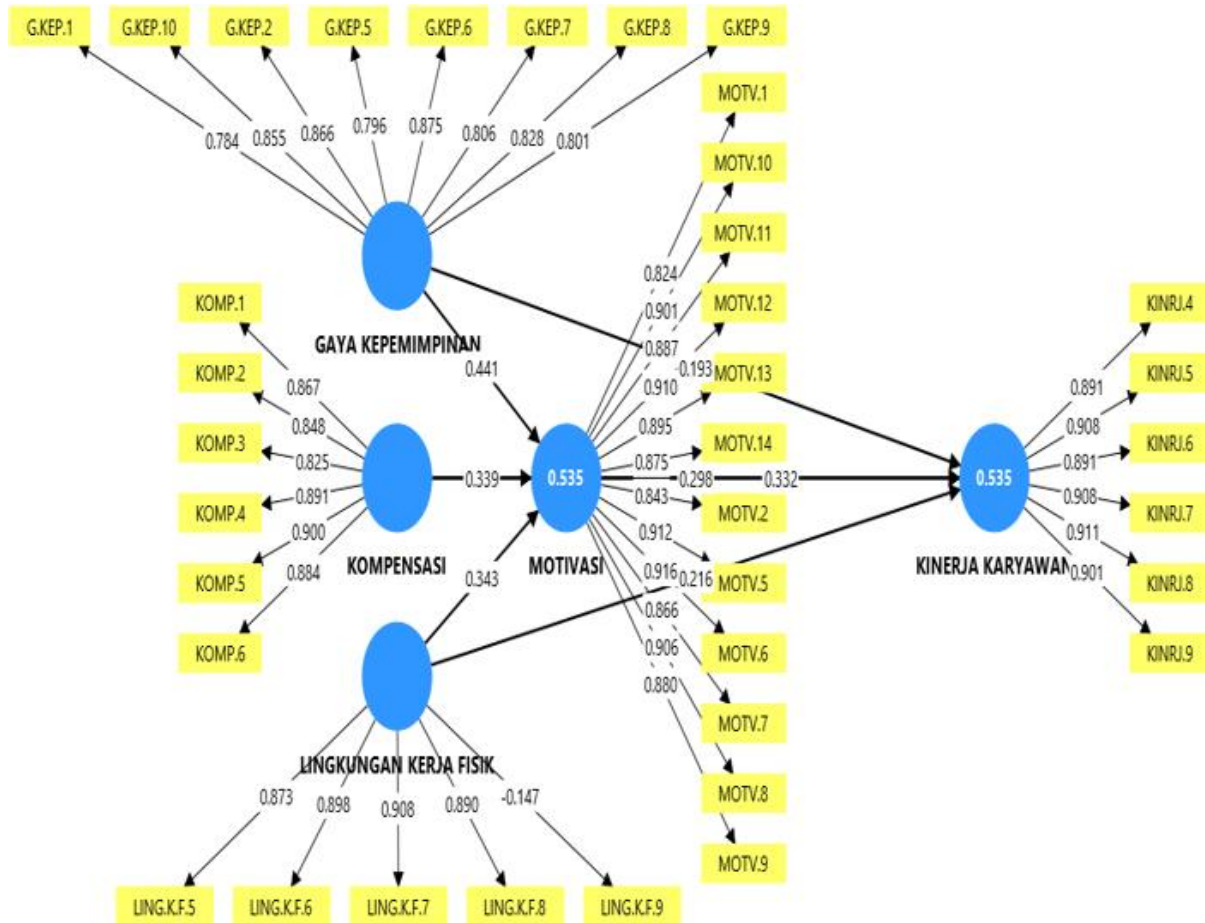 G.KEP.1 G.KEP.10 G.KEP.2 G.KEP.5 G.KEP.6 G.KEP.7 G.KEP.8 G.KEP.9
0.784 0.855 0.866 0.796 0.875 0.806 0.828 0.801
GAYA KEPEMIMPINAN
KOMP.1
KOMP.2
KOMP.3
KOMP.4
KOMP.5
KOMP.6
0.867
0.848
0.825
0.891
0.900
0.884
KOMPENSASI
0.441
0.339
0.343
0.535
MOTIVASI
MOTV.1
MOTV.10
MOTV.11
MOTV.12
MOTV.13
MOTV.14
MOTV.2
MOTV.5
MOTV.6
MOTV.7
MOTV.8
MOTV.9
0.824
0.901
0.887
0.910
0.895
0.875
0.843
0.912
0.916
0.866
0.906
0.880
-0.193
0.298 0.332
0.216
0.535
KINERJA KARYAWAN
KINRJ.4
KINRJ.5
KINRJ.6
KINRJ.7
KINRJ.8
KINRJ.9
0.891
0.908
0.891
0.908
0.911
0.901
LINGKUNGAN KERJA FISIK
0.873 0.898 0.908 0.890 -0.147
LING.K.F.5 LING.K.F.6 LING.K.F.7 LING.K.F.8 LING.K.F.9